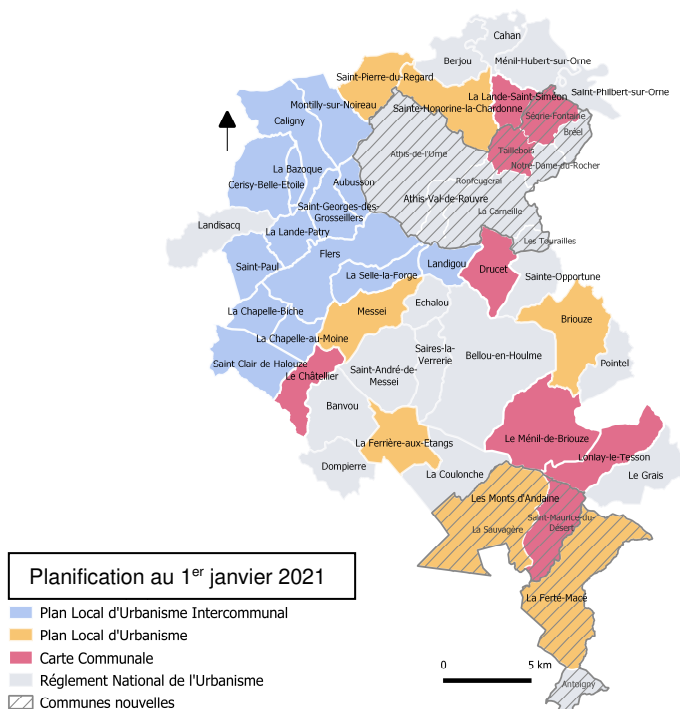 Cahan
Berjou
Ménil-Hubert-sur-Orne
Saint-Pierre-du-Regard
Saint-Philbert-sur-Orne
La Lande-Saint-Siméon
Montilly-sur-Noireau
Sainte-Honorine-la-Chardonne
Caligny
Ségrie-Fontaine
Bréel
Athis-de-l'Orne
Taillebois
Notre-Dame-du-Rocher
La Bazoque
Cerisy-Belle-Etoile
Aubusson
Ronfeugerai
Athis-Val-de-Rouvre
Saint-Georges-des-
Grosseillers
La Carneille
Landisacq
La Lande-Patry
Les Tourailles
Flers
Saint-Paul
Landigou
Drucet
La Selle-la-Forge
Sainte-Opportune
Echalou
La Chapelle-Biche
Messei
Briouze
La Chapelle-au-Moine
Saires-la-
Verrerie
Bellou-en-Houlme
Saint Clair de Halouze
Pointel
Le Châtellier
Saint-André-de-
Messei
Banvou
La Ferrière-aux-Etangs
Le Ménil-de-Briouze
Lonlay-le-Tesson
Dompierre
La Coulonche
Le Grais
Les Monts d'Andaine
Saint-Maurice-du-
Désert
La Sauvagère
La Ferté-Macé
Antoigny
Planification au 1er janvier 2021
Plan Local d'Urbanisme Intercommunal
Plan Local d'Urbanisme
Carte Communale
Réglement National de l'Urbanisme
Communes nouvelles
0 5 km